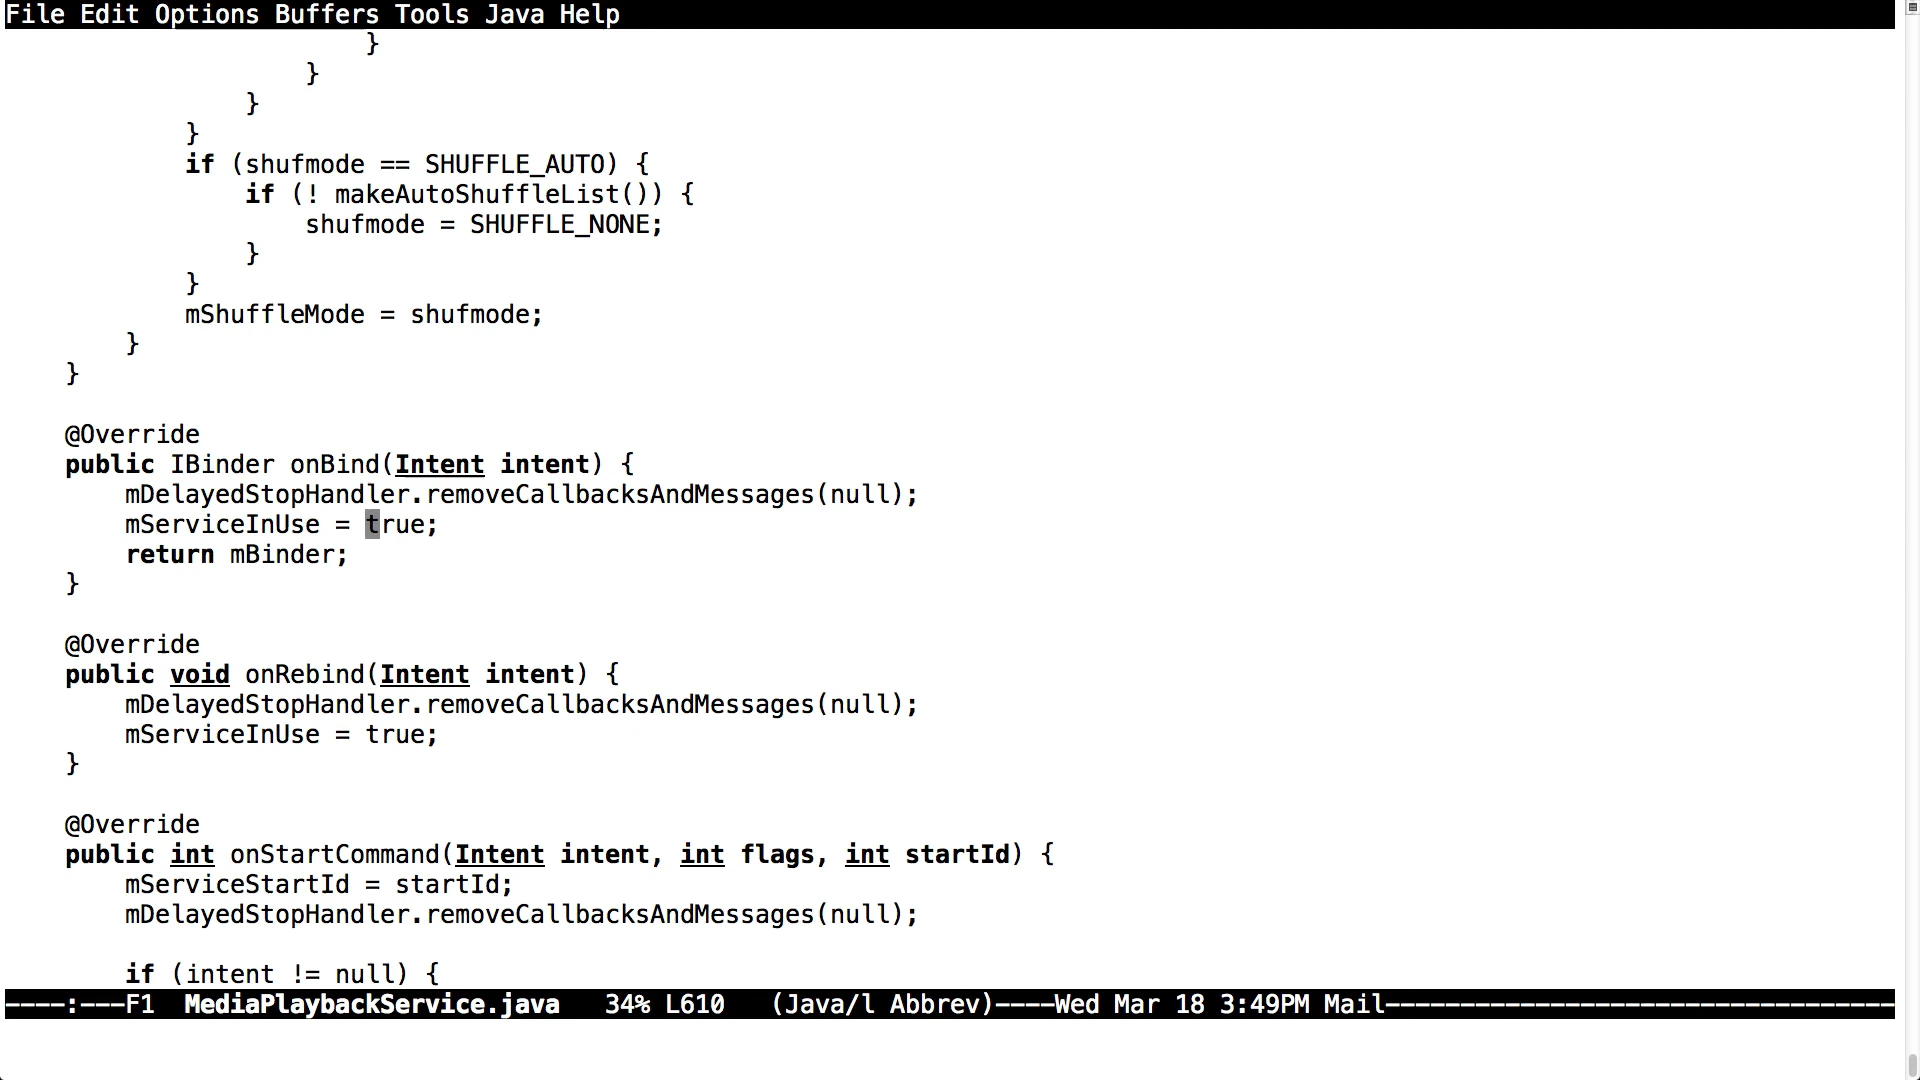 File Edit Options Buffers Tools Java Help
                        }
                    }
                }
            }
            if (shufmode == SHUFFLE_AUTO) {
                if (! makeAutoShuffleList()) {
                    shufmode = SHUFFLE_NONE;
                }
            }
            mShuffleMode = shufmode;
        }
    }

    @Override
    public IBinder onBind(Intent intent) {
        mDelayedStopHandler.removeCallbacksAndMessages(null);
        mServiceInUse = true;
        return mBinder;
    }

    @Override
    public void onRebind(Intent intent) {
        mDelayedStopHandler.removeCallbacksAndMessages(null);
        mServiceInUse = true;
    }

    @Override
    public int onStartCommand(Intent intent, int flags, int startId) {
        mServiceStartId = startId;
        mDelayedStopHandler.removeCallbacksAndMessages(null);

        if (intent != null) {
----:---F1  MediaPlaybackService.java   34% L610   (Java/l Abbrev)----Wed Mar 18 3:49PM Mail----------------------------------